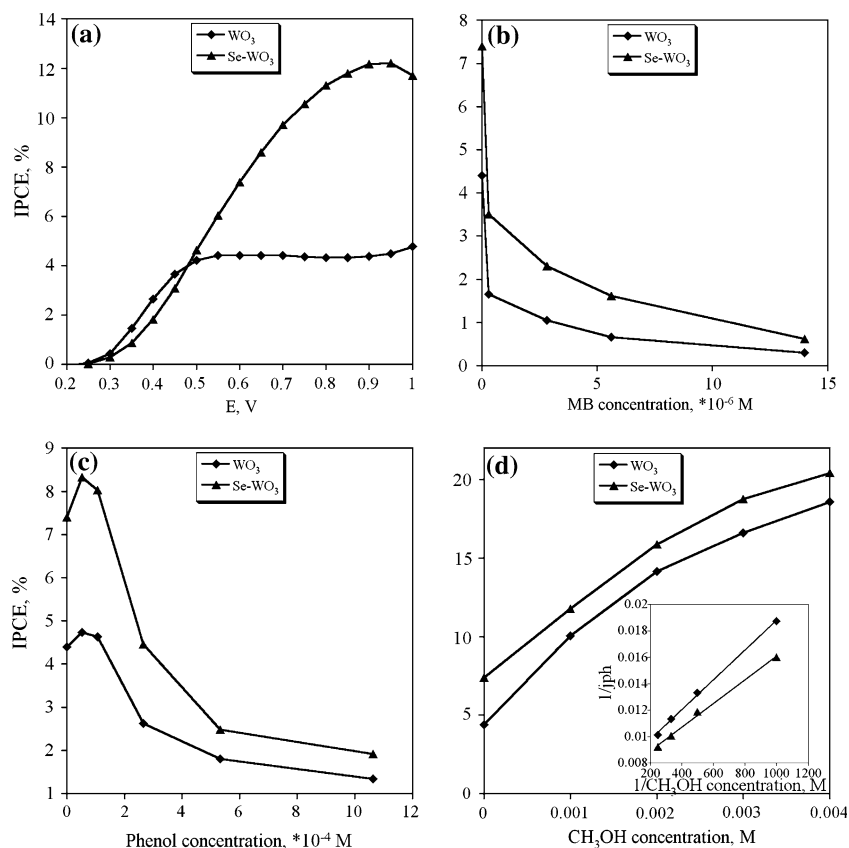 (a)
WO3
Se-WO3
14
12
10
8
6
4
2
0
IPCE, %
0.2 0.3 0.4 0.5 0.6 0.7 0.8 0.9 1
E, V
(b)
WO3
Se-WO3
8
7
6
5
4
3
2
1
0
0 5 10 15
MB concentration, *10-6 M
(c)
WO3
Se-WO3
9
8
7
6
5
4
3
2
1
IPCE, %
0 2 4 6 8 10 12
Phenol concentration, *10-4 M
(d)
WO3
Se-WO3
20
15
10
5
0
0.02
0.018
0.016
0.014
0.012
0.01
0.008
1/jph
200 400 600 800 1000 1200
1/CH3OH concentration, M
0 0.001 0.002 0.003 0.004
CH3OH concentration, M